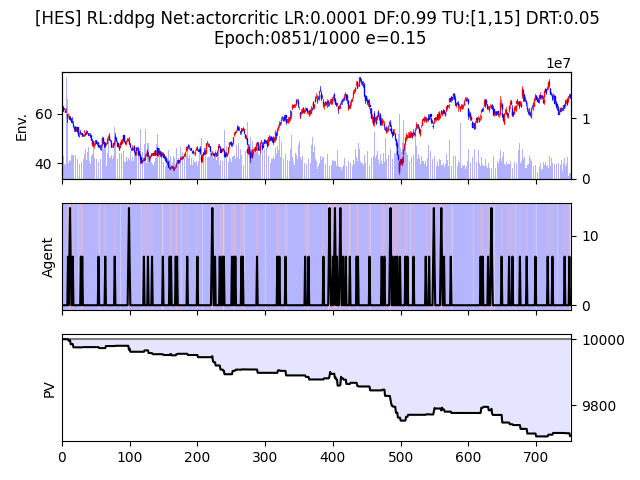 [HES] RL:ddpg Net:actorcritic LR:0.0001 DF:0.99 TU:[1,15] DRT:0.05
Epoch:0851/1000 e=0.15
1e7
Env.
60
40
1
0
Agent
10
0
PV
10000
9800
0 100 200 300 400 500 600 700